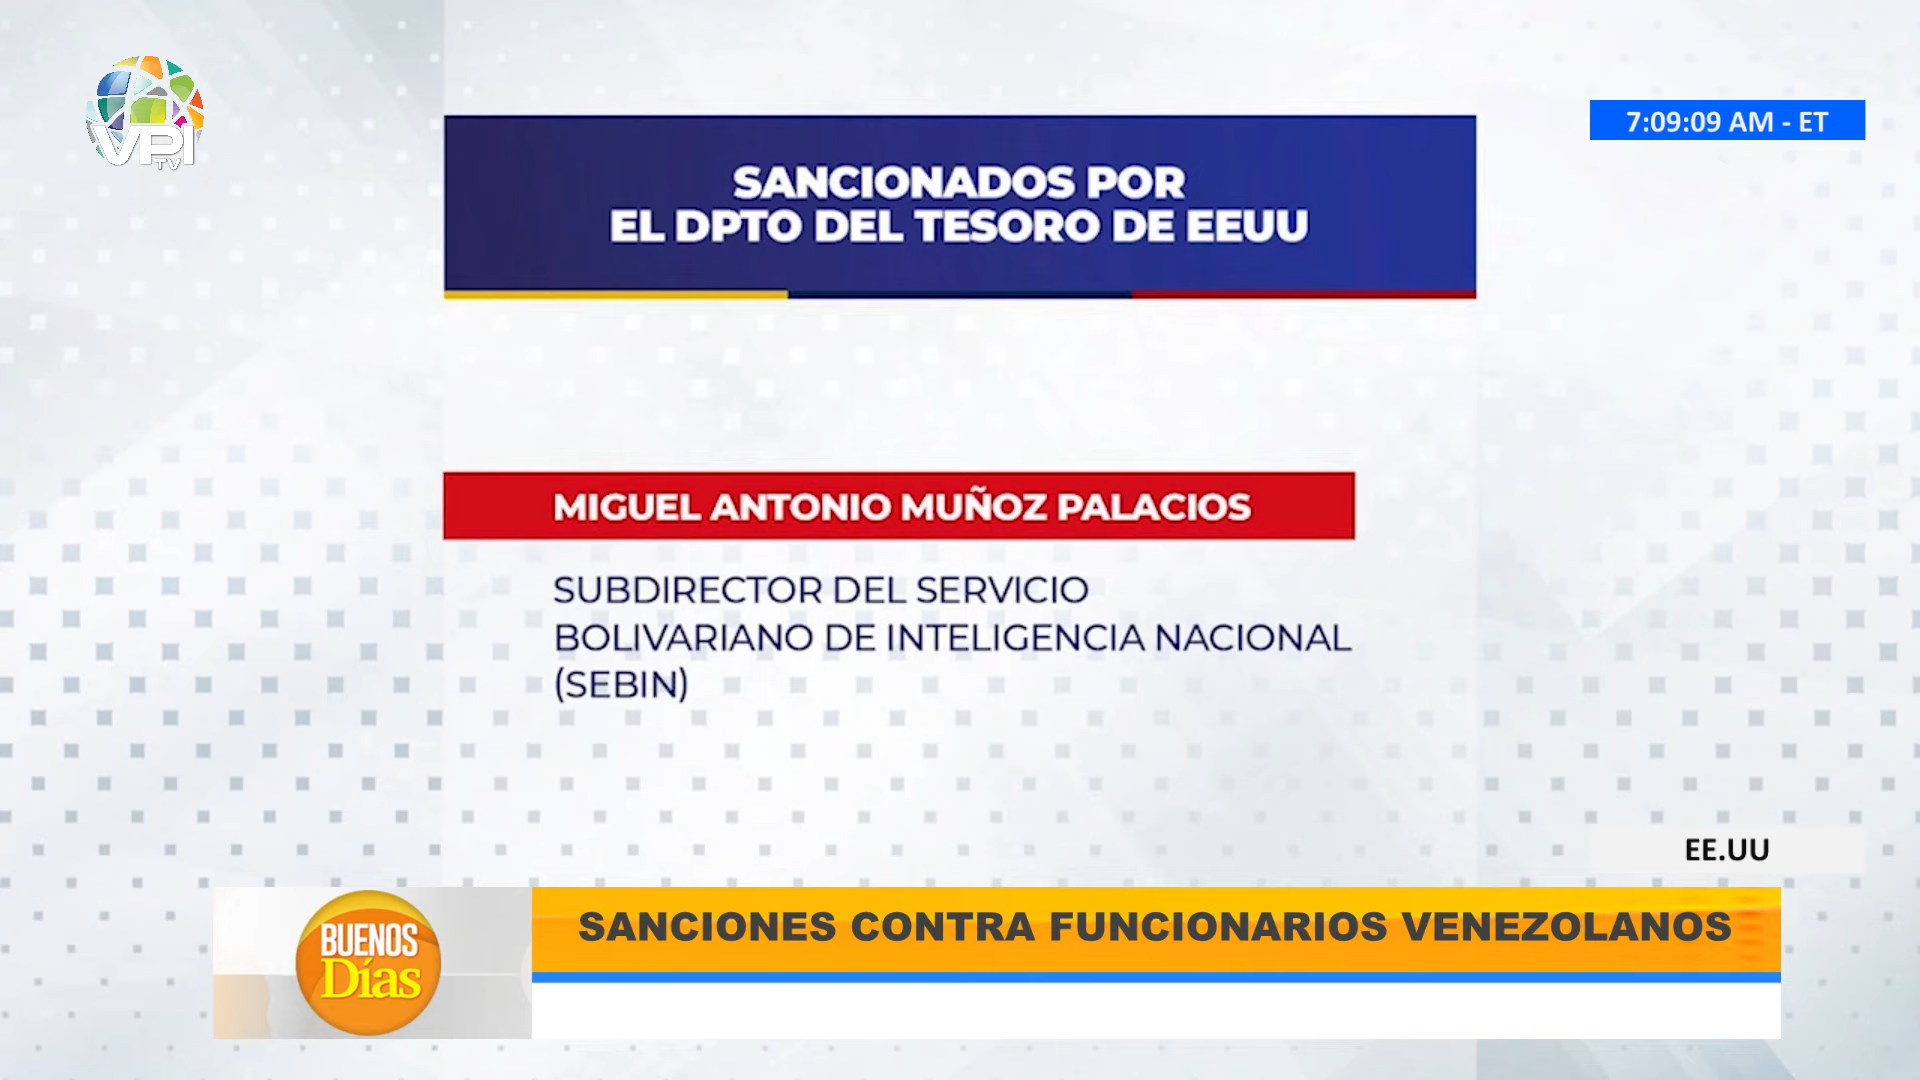 VPI
TV
7:09:09 AM - ET
SANCIONADOS POR
EL DPTO DEL TESORO DE EEUU
MIGUEL ANTONIO MUÑOZ PALACIOS
SUBDIRECTOR DEL SERVICIO
BOLIVARIANO DE INTELIGENCIA NACIONAL
(SEBIN)
EE.UU
BUENOS
Días
SANCIONES CONTRA FUNCIONARIOS VENEZOLANOS